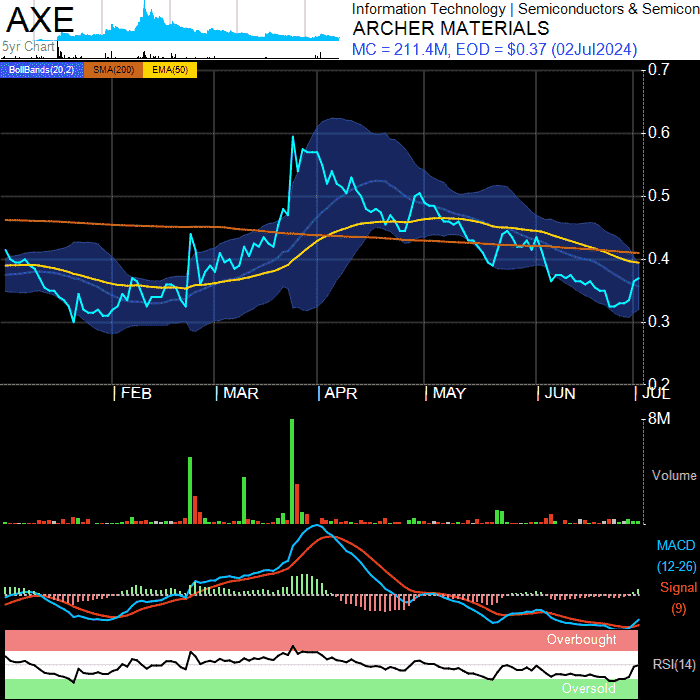 AXE
5yr Chart
Information Technology | Semiconductors & Semicon
ARCHER MATERIALS
MC = 211.4M, EOD = $0.37 (02Jul2024)
BollBands(20,2) SMA(200) EMA(50)
0.7
0.6
0.5
0.4
0.3
0.2
FEB MAR APR MAY JUN JUL
8M
Volume
MACD
(12-26)
Signal
(9)
Overbought
RSI(14)
Oversold